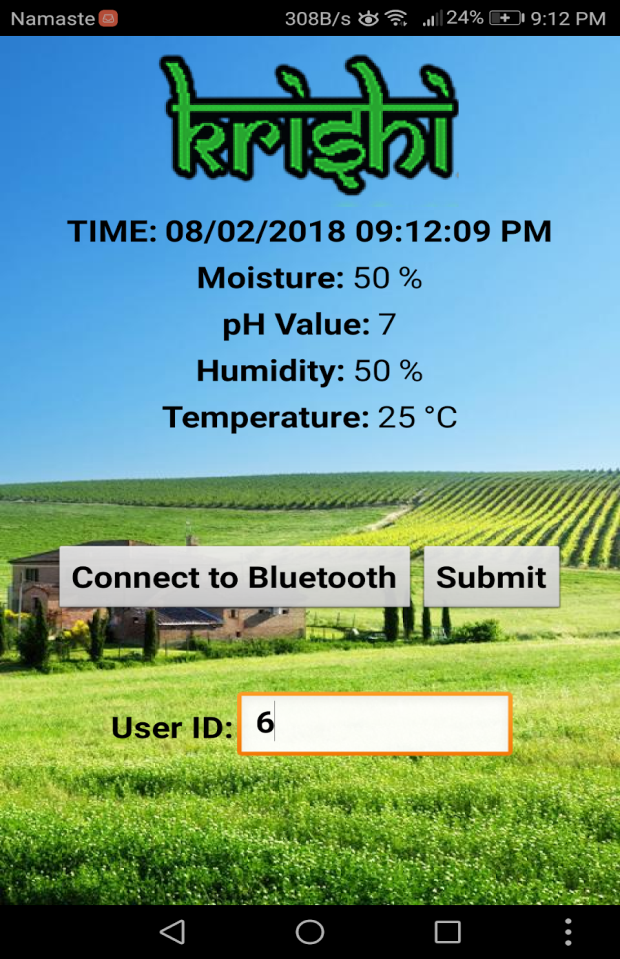 Namaste 308B/s 24% 9:12 PM
krishi
TIME: 08/02/2018 09:12:09 PM
Moisture: 50 %
pH Value: 7
Humidity: 50 %
Temperature: 25 °C
Connect to Bluetooth Submit
User ID: 6